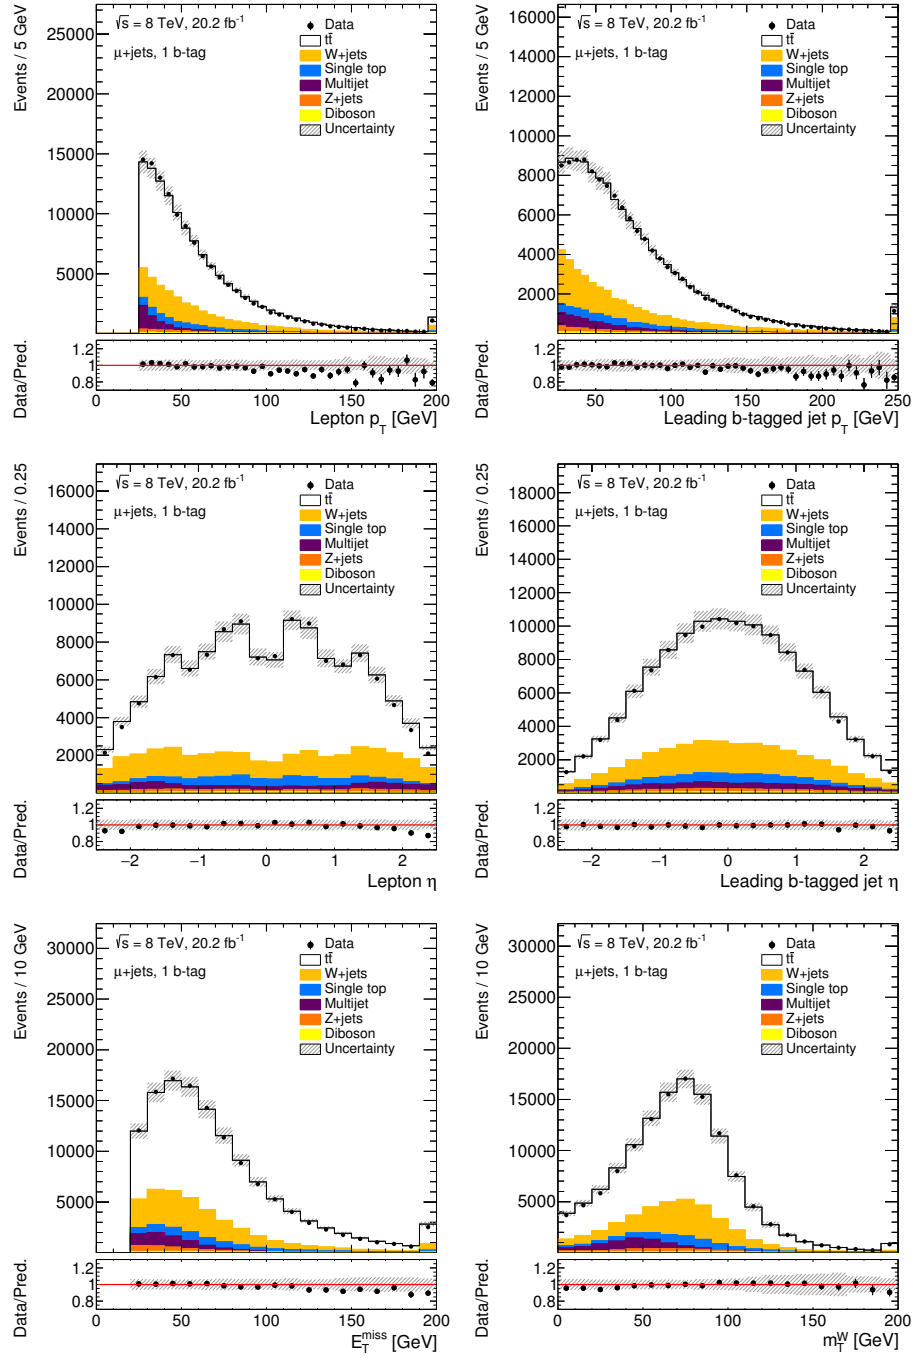 Events / 5 GeV
√s = 8 TeV, 20.2 fb⁻¹
μ+jets, 1 b-tag
Data
tt̄
W+jets
Single top
Multijet
Z+jets
Diboson
Uncertainty
25000
20000
15000
10000
5000
Data/Pred.
1.2
1
0.8
0 50 100 150 200
Lepton p_T [GeV]
Events / 5 GeV
√s = 8 TeV, 20.2 fb⁻¹
μ+jets, 1 b-tag
Data
tt̄
W+jets
Single top
Multijet
Z+jets
Diboson
Uncertainty
16000
14000
12000
10000
8000
6000
4000
2000
Data/Pred.
1.2
1
0.8
50 100 150 200 250
Leading b-tagged jet p_T [GeV]
Events / 0.25
√s = 8 TeV, 20.2 fb⁻¹
μ+jets, 1 b-tag
Data
tt̄
W+jets
Single top
Multijet
Z+jets
Diboson
Uncertainty
16000
14000
12000
10000
8000
6000
4000
2000
Data/Pred.
1.2
1
0.8
−2 −1 0 1 2
Lepton η
Events / 0.25
√s = 8 TeV, 20.2 fb⁻¹
μ+jets, 1 b-tag
Data
tt̄
W+jets
Single top
Multijet
Z+jets
Diboson
Uncertainty
18000
16000
14000
12000
10000
8000
6000
4000
2000
Data/Pred.
1.2
1
0.8
−2 −1 0 1 2
Leading b-tagged jet η
Events / 10 GeV
√s = 8 TeV, 20.2 fb⁻¹
μ+jets, 1 b-tag
Data
tt̄
W+jets
Single top
Multijet
Z+jets
Diboson
Uncertainty
30000
25000
20000
15000
10000
5000
Data/Pred.
1.2
1
0.8
0 50 100 150 200
E_T^miss [GeV]
Events / 10 GeV
√s = 8 TeV, 20.2 fb⁻¹
μ+jets, 1 b-tag
Data
tt̄
W+jets
Single top
Multijet
Z+jets
Diboson
Uncertainty
30000
25000
20000
15000
10000
5000
Data/Pred.
1.2
1
0.8
0 50 100 150 200
m_T^W [GeV]